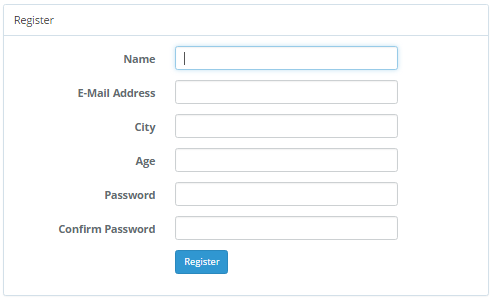 Register
Name
E-Mail Address
City
Age
Password
Confirm Password
Register